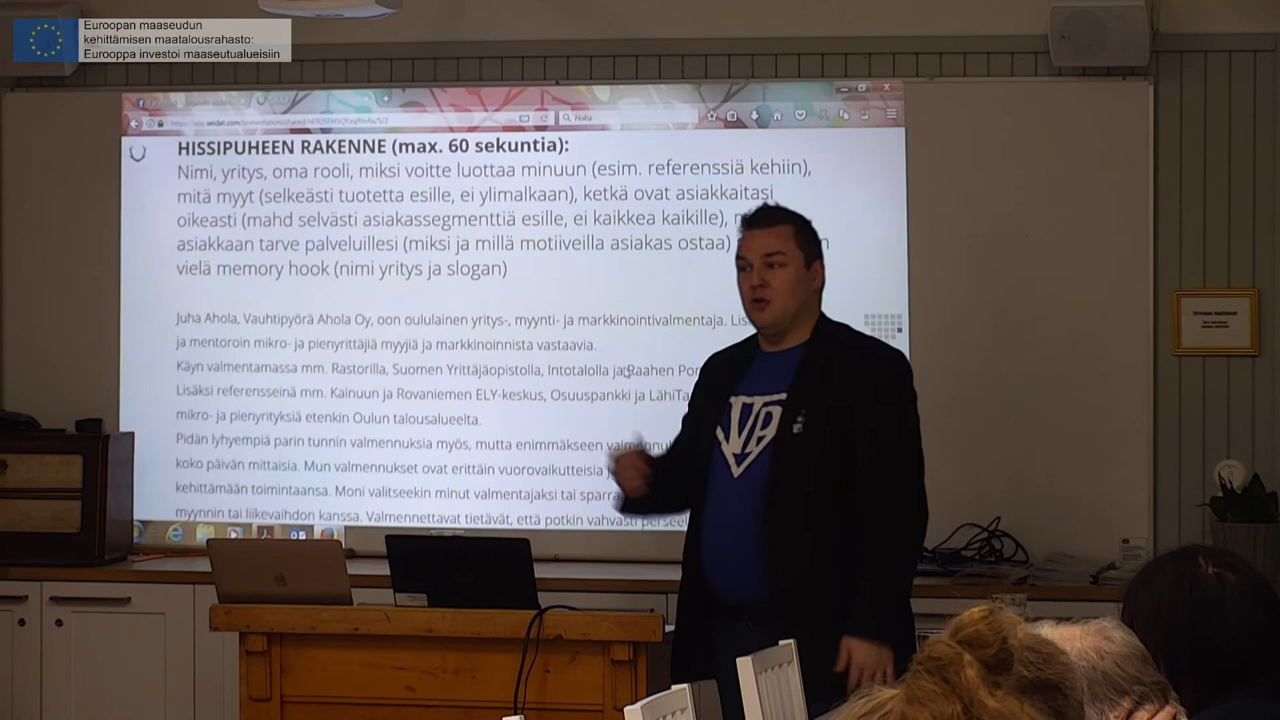 Euroopan maaseudun
kehittämisen maatalousrahasto:
Eurooppa investoi maaseutualueisiin
Haku
HISSIPUHEEN RAKENNE (max. 60 sekuntia):
Nimi, yritys, oma rooli, miksi voitte luottaa minuun (esim. referenssiä kehiin),
mitä myyt (selkeästi tuotetta esille, ei ylimalkaan), ketkä ovat asiakkaitasi
oikeasti (mahd selvästi asiakassegmenttiä esille, ei kaikkea kaikille),
asiakkaan tarve palveluillesi (miksi ja millä motiiveilla asiakas ostaa)
vielä memory hook (nimi yritys ja slogan)
Juha Ahola, Vauhtipyörä Ahola Oy, oon oululainen yritys-, myynti- ja markkinointivalmentaja.
ja mentoroin mikro- ja pienyrittäjiä myyjiä ja markkinoinnista vastaavia.
Käyn valmentamassa mm. Rastorilla, Suomen Yrittäjäopistolla, Intotalolla ja Raahen
Lisäksi referensseinä mm. Kainuun ja Rovaniemen ELY-keskus, Osuuspankki ja
mikro- ja pienyrityksiä etenkin Oulun talousalueelta.
Pidän lyhyempiä parin tunnin valmennuksia myös, mutta enimmäkseen
koko päivän mittaisia. Mun valmennukset ovat erittäin vuorovaikutteisia
kehittämään toimintaansa. Moni valitseekin minut valmentajaksi tai
myynnin tai liikevaihdon kanssa. Valmennettavat tietävät, että potkin vahvasti
VA